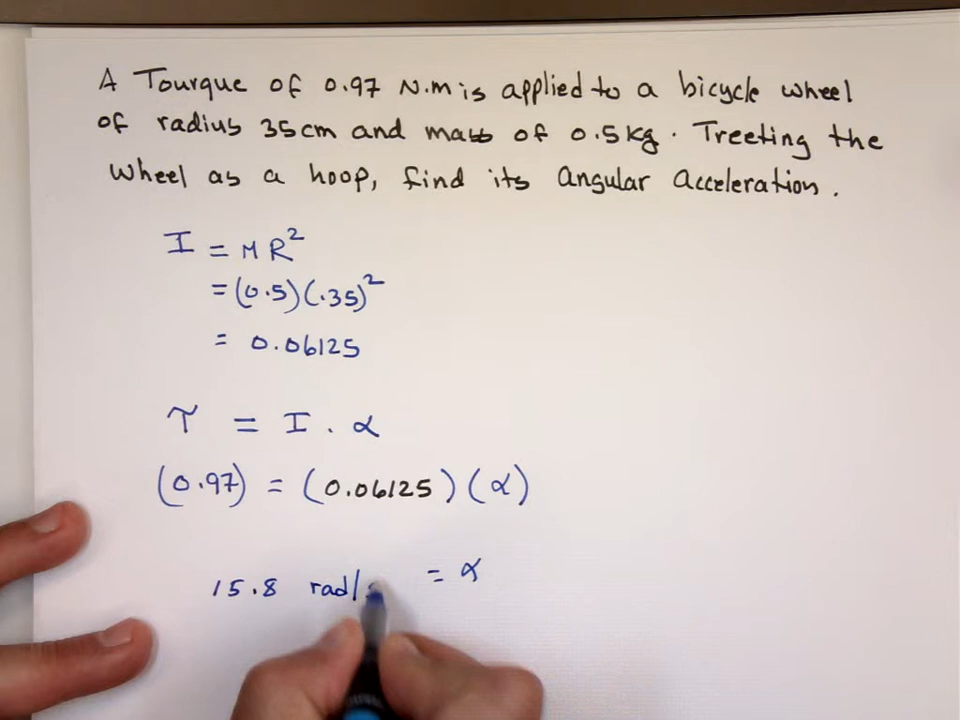 A Tourque of 0.97 N.m is applied to a bicycle wheel
of radius 35cm and mass of 0.5kg. Treeting the
wheel as a hoop, find its Angular Acceleration.
I = MR²
= (0.5)(.35)²
= 0.06125
τ = I . α
(0.97) = (0.06125)(α)
15.8 rad/s = α